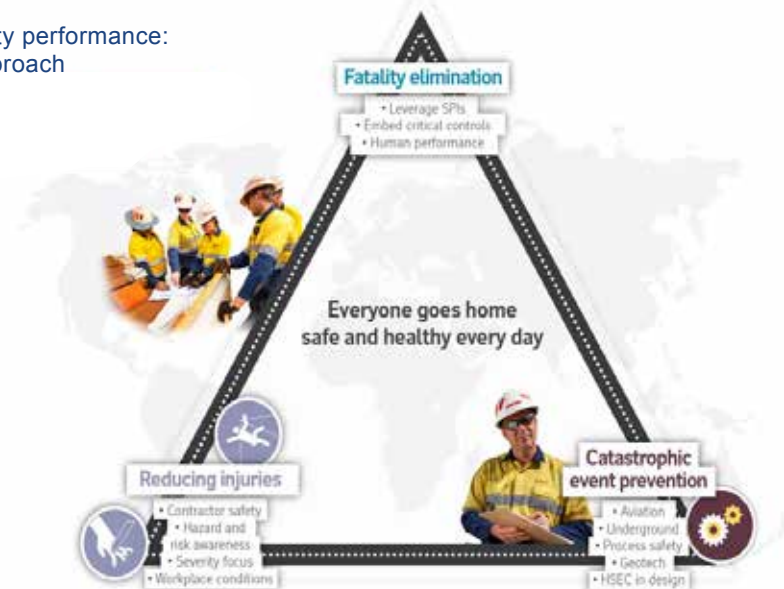 ty performance:
proach
Fatality elimination
• Leverage SPIs
• Embed critical controls
• Human performance
Everyone goes home
safe and healthy every day
Reducing injuries
• Contractor safety
• Hazard and
risk awareness
• Severity focus
• Workplace conditions
Catastrophic
event prevention
• Aviation
• Underground
• Process safety
• Geotech
• HSEC in design